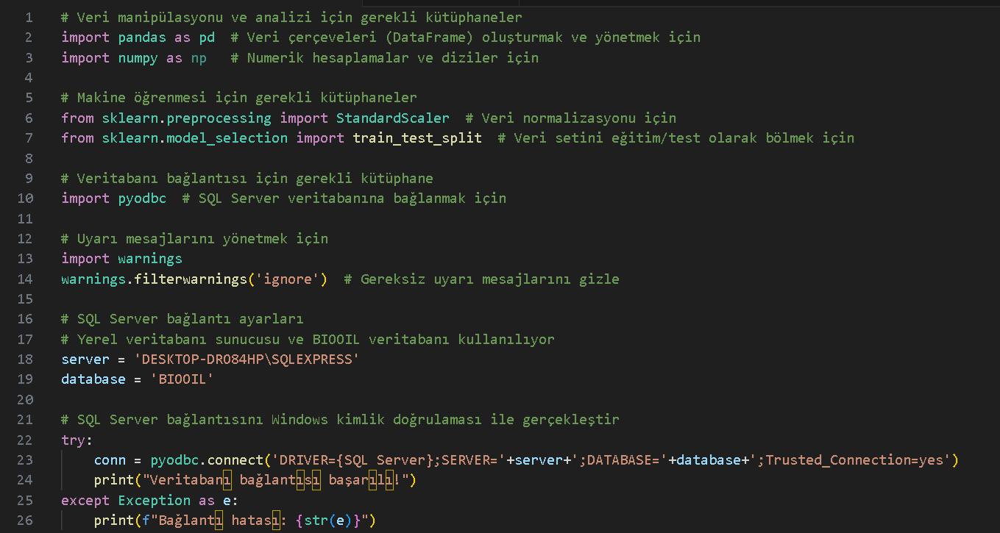 1 # Veri manipülasyonu ve analizi için gerekli kütüphaneler
2 import pandas as pd  # Veri çerçeveleri (DataFrame) oluşturmak ve yönetmek için
3 import numpy as np   # Numerik hesaplamalar ve diziler için
4
5 # Makine öğrenmesi için gerekli kütüphaneler
6 from sklearn.preprocessing import StandardScaler  # Veri normalizasyonu için
7 from sklearn.model_selection import train_test_split  # Veri setini eğitim/test olarak bölmek için
8
9 # Veritabanı bağlantısı için gerekli kütüphane
10 import pyodbc  # SQL Server veritabanına bağlanmak için
11
12 # Uyarı mesajlarını yönetmek için
13 import warnings
14 warnings.filterwarnings('ignore')  # Gereksiz uyarı mesajlarını gizle
15
16 # SQL Server bağlantı ayarları
17 # Yerel veritabanı sunucusu ve BIOOIL veritabanı kullanılıyor
18 server = 'DESKTOP-DRO84HP\SQLEXPRESS'
19 database = 'BIOOIL'
20
21 # SQL Server bağlantısını Windows kimlik doğrulaması ile gerçekleştir
22 try:
23     conn = pyodbc.connect('DRIVER={SQL Server};SERVER='+server+';DATABASE='+database+';Trusted_Connection=yes')
24     print("Veritabanı bağlantısı başarılı!")
25 except Exception as e:
26     print(f"Bağlantı hatası: {str(e)}")